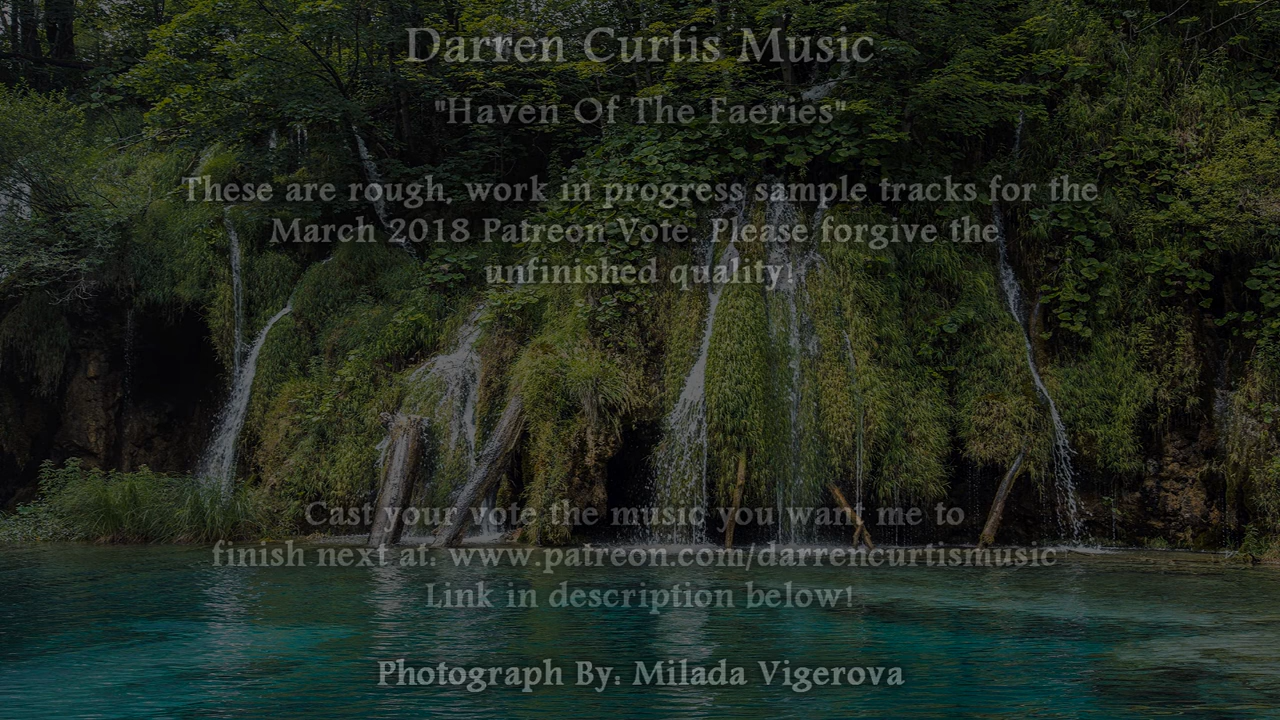 Darren Curtis Music
"Haven Of The Faeries"
These are rough, work in progress sample tracks for the
March 2018 Patreon Vote. Please forgive the
unfinished quality!
Cast your vote the music you want me to
finish next at: www.patreon.com/darrencurtismusic
Link in description below!
Photograph By: Milada Vigerova